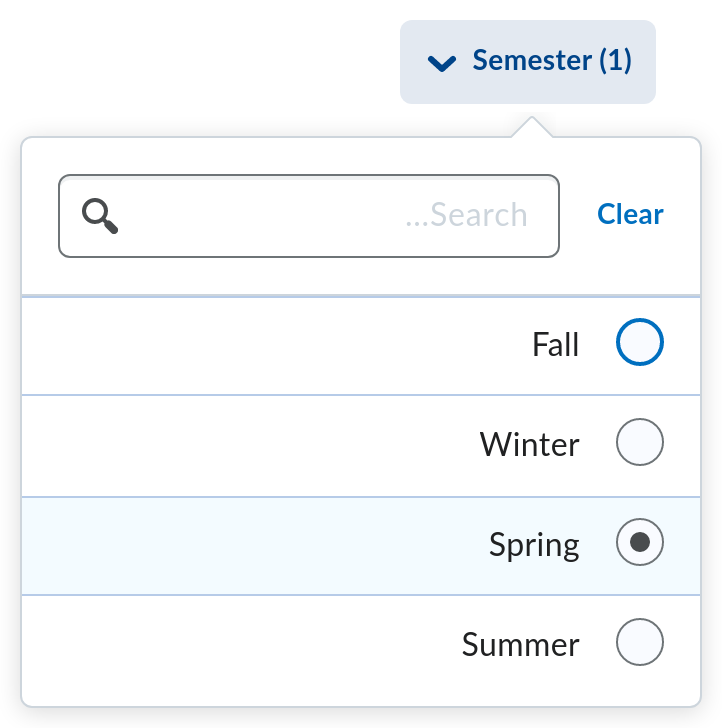 Semester (1)
...Search
Clear
Fall
Winter
Spring
Summer